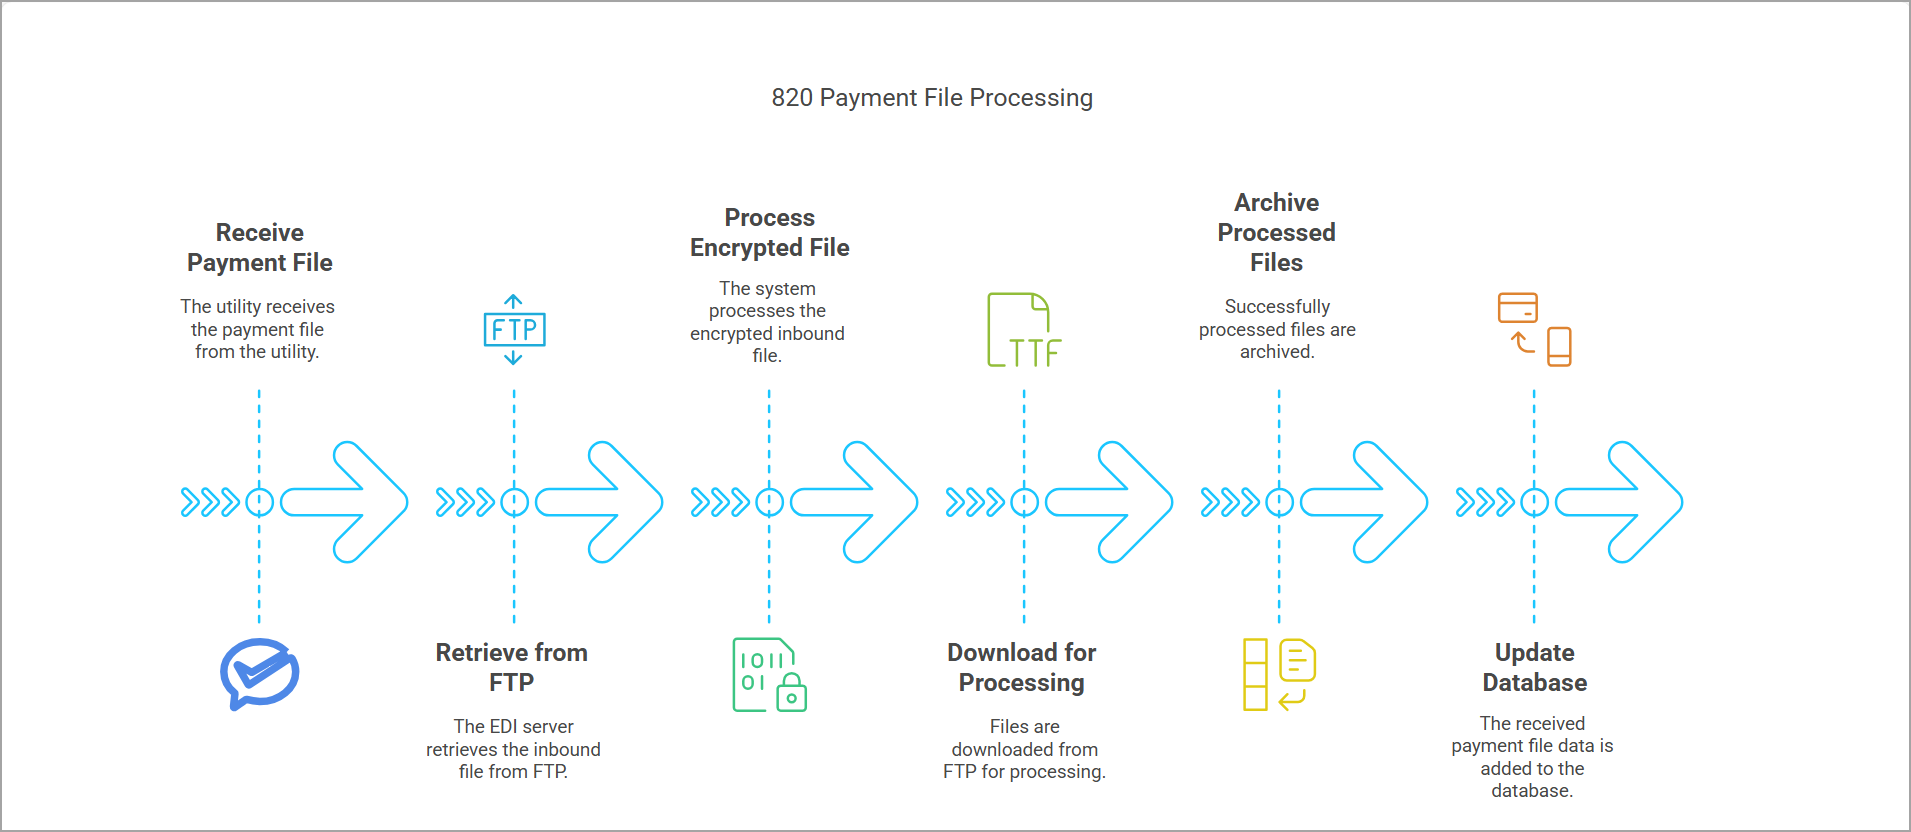 820 Payment File Processing
Receive
Payment File
The utility receives
the payment file
from the utility.
FTP
Retrieve from
FTP
The EDI server
retrieves the inbound
file from FTP.
Process
Encrypted File
The system
processes the
encrypted inbound
file.
1011
01
TTF
Download for
Processing
Files are
downloaded from
FTP for processing.
Archive
Processed
Files
Successfully
processed files are
archived.
Update
Database
The received
payment file data is
added to the
database.